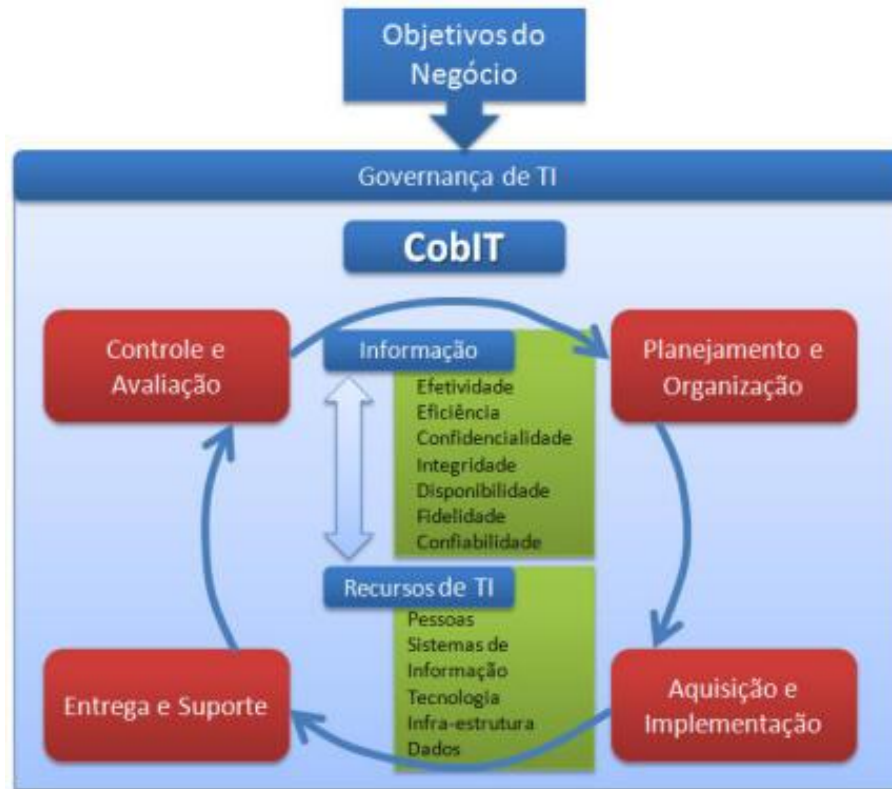 Objetivos do
Negócio
Governança de TI
CobIT
Controle e
Avaliação
Informação
Efetividade
Eficiência
Confidencialidade
Integridade
Disponibilidade
Fidelidade
Confiabilidade
Planejamento e
Organização
Recursos de TI
Pessoas
Sistemas de
Informação
Tecnologia
Infra-estrutura
Dados
Entrega e Suporte
Aquisição e
Implementação